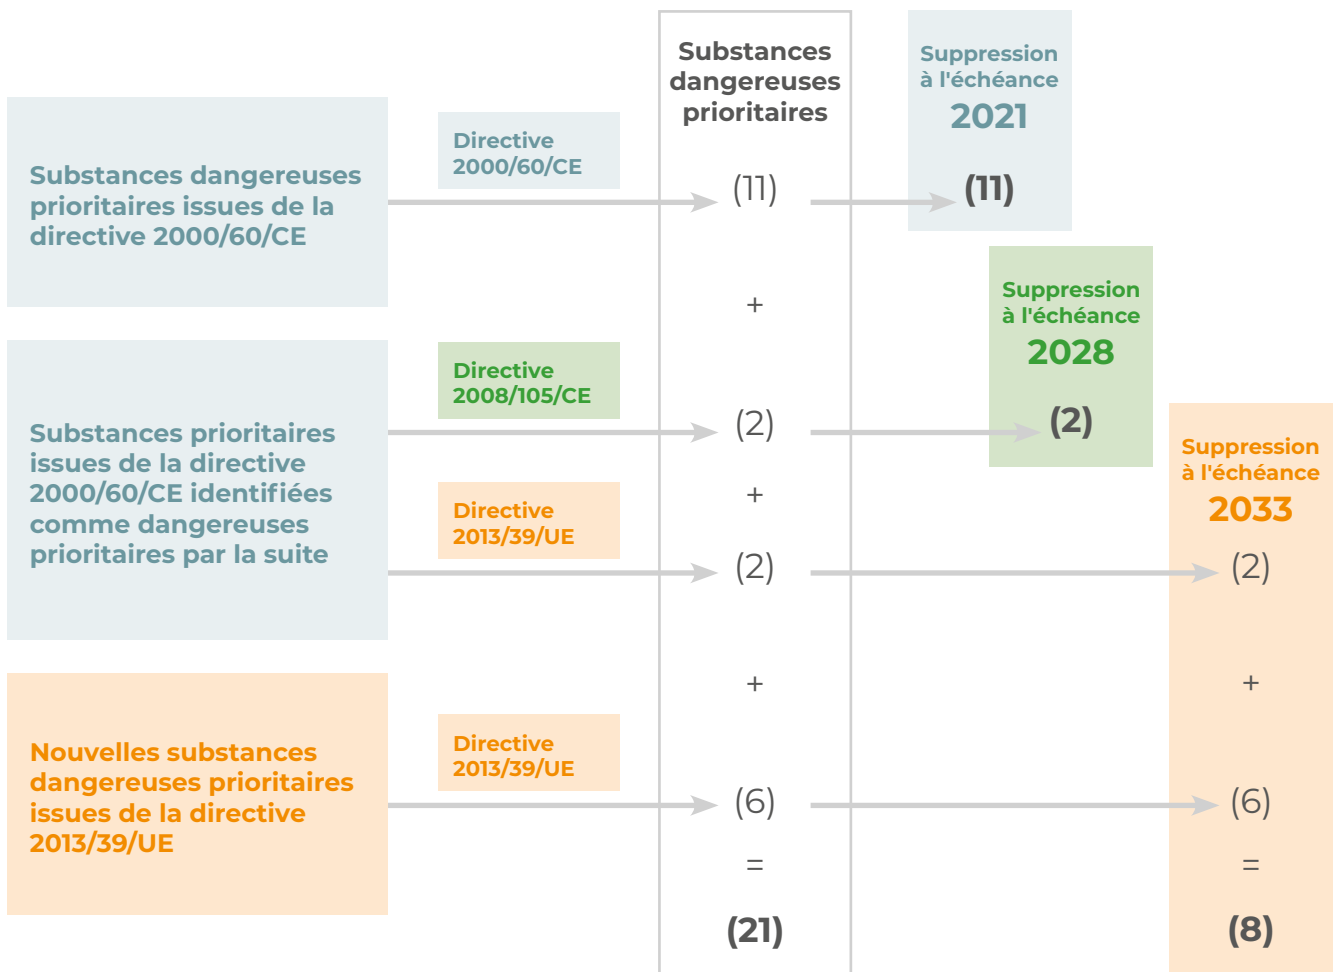 Substances
dangereuses
prioritaires
Suppression
à l'échéance
2021
Substances dangereuses
prioritaires issues de la
directive 2000/60/CE
Directive
2000/60/CE
(11)
(11)
+
Suppression
à l'échéance
2028
Substances prioritaires
issues de la directive
2000/60/CE identifiées
comme dangereuses
prioritaires par la suite
Directive
2008/105/CE
(2)
(2)
+
Suppression
à l'échéance
2033
Directive
2013/39/UE
(2)
(2)
+
+
Nouvelles substances
dangereuses prioritaires
issues de la directive
2013/39/UE
Directive
2013/39/UE
(6)
(6)
=
=
(21)
(8)